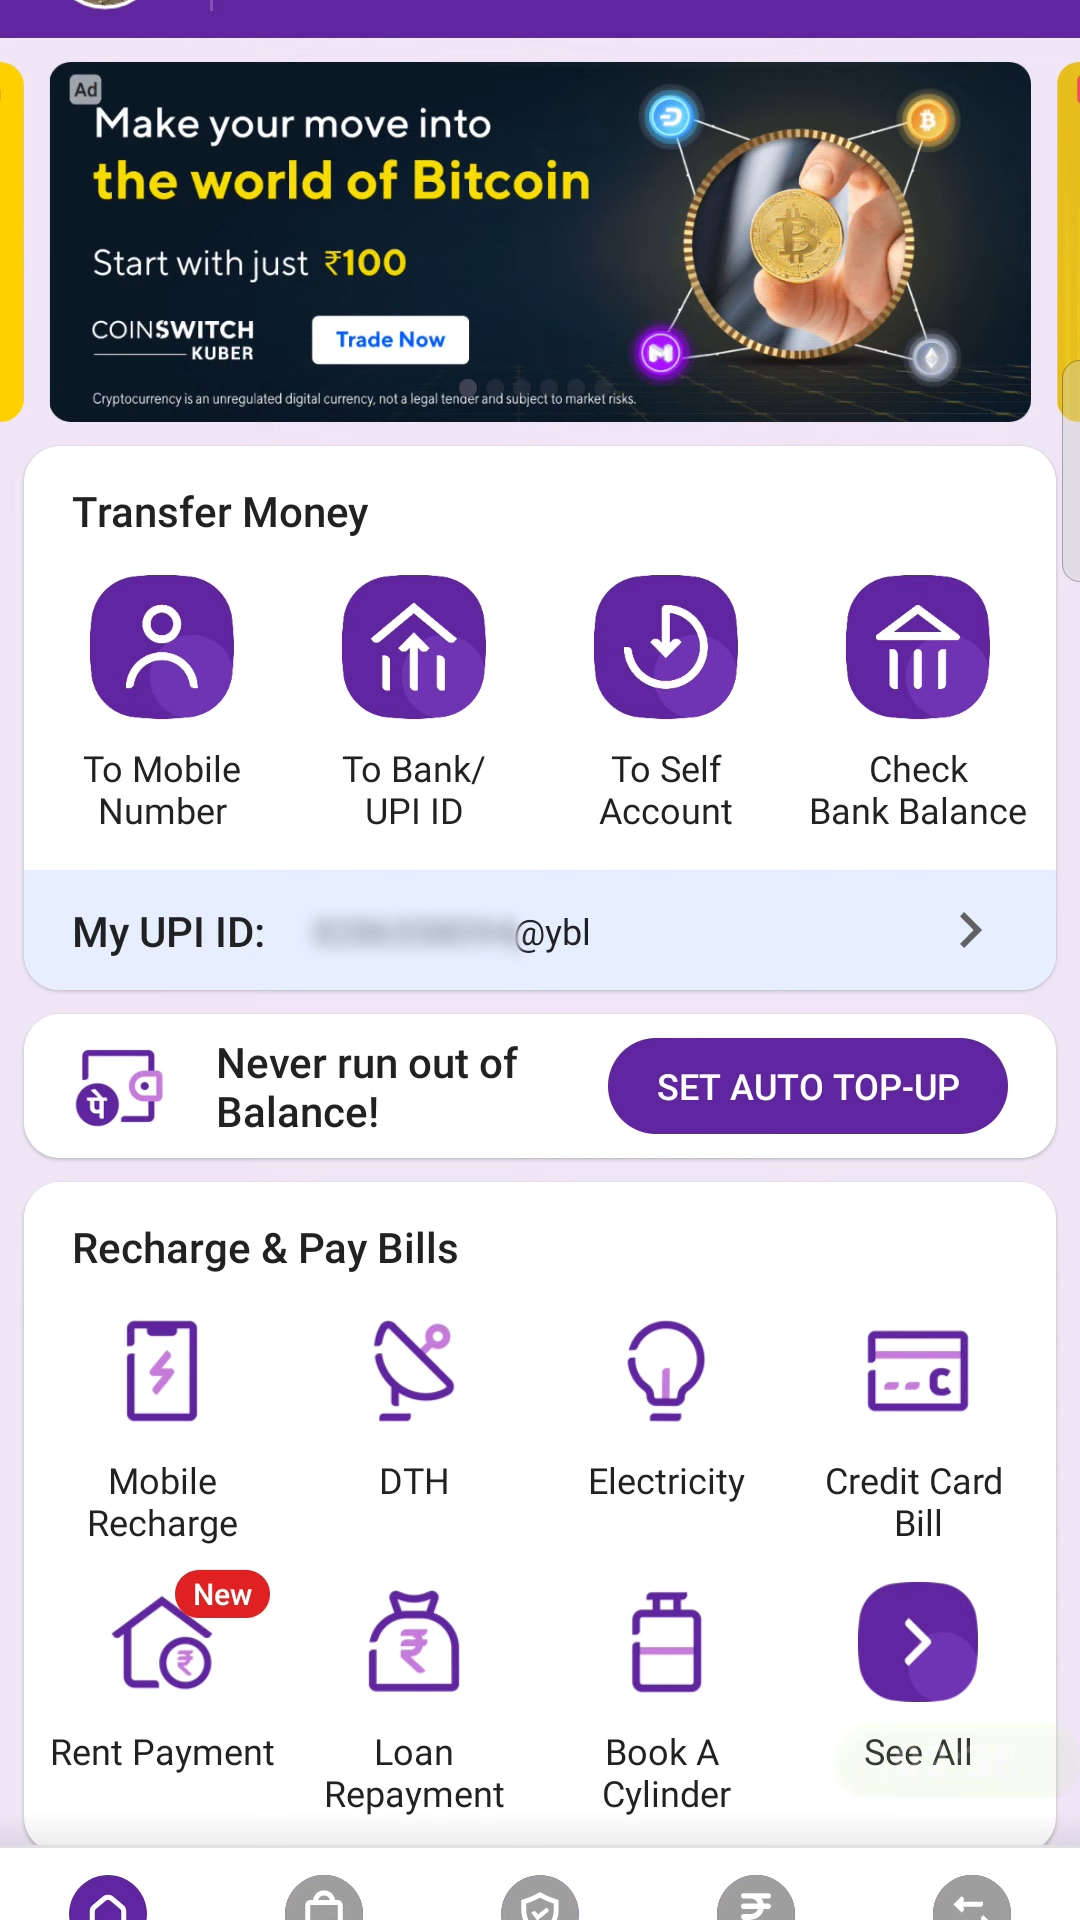 Ad
Make your move into
the world of Bitcoin
Start with just ₹100
COINSWITCH
KUBER
Trade Now
Cryptocurrency is an unregulated digital currency, not a legal tender and subject to market risks.
Transfer Money
To Mobile
Number
To Bank/
UPI ID
To Self
Account
Check
Bank Balance
My UPI ID:
@ybl
पे
Never run out of
Balance!
SET AUTO TOP-UP
Recharge & Pay Bills
Mobile
Recharge
DTH
Electricity
Credit Card
Bill
New
Rent Payment
Loan
Repayment
Book A
Cylinder
See All